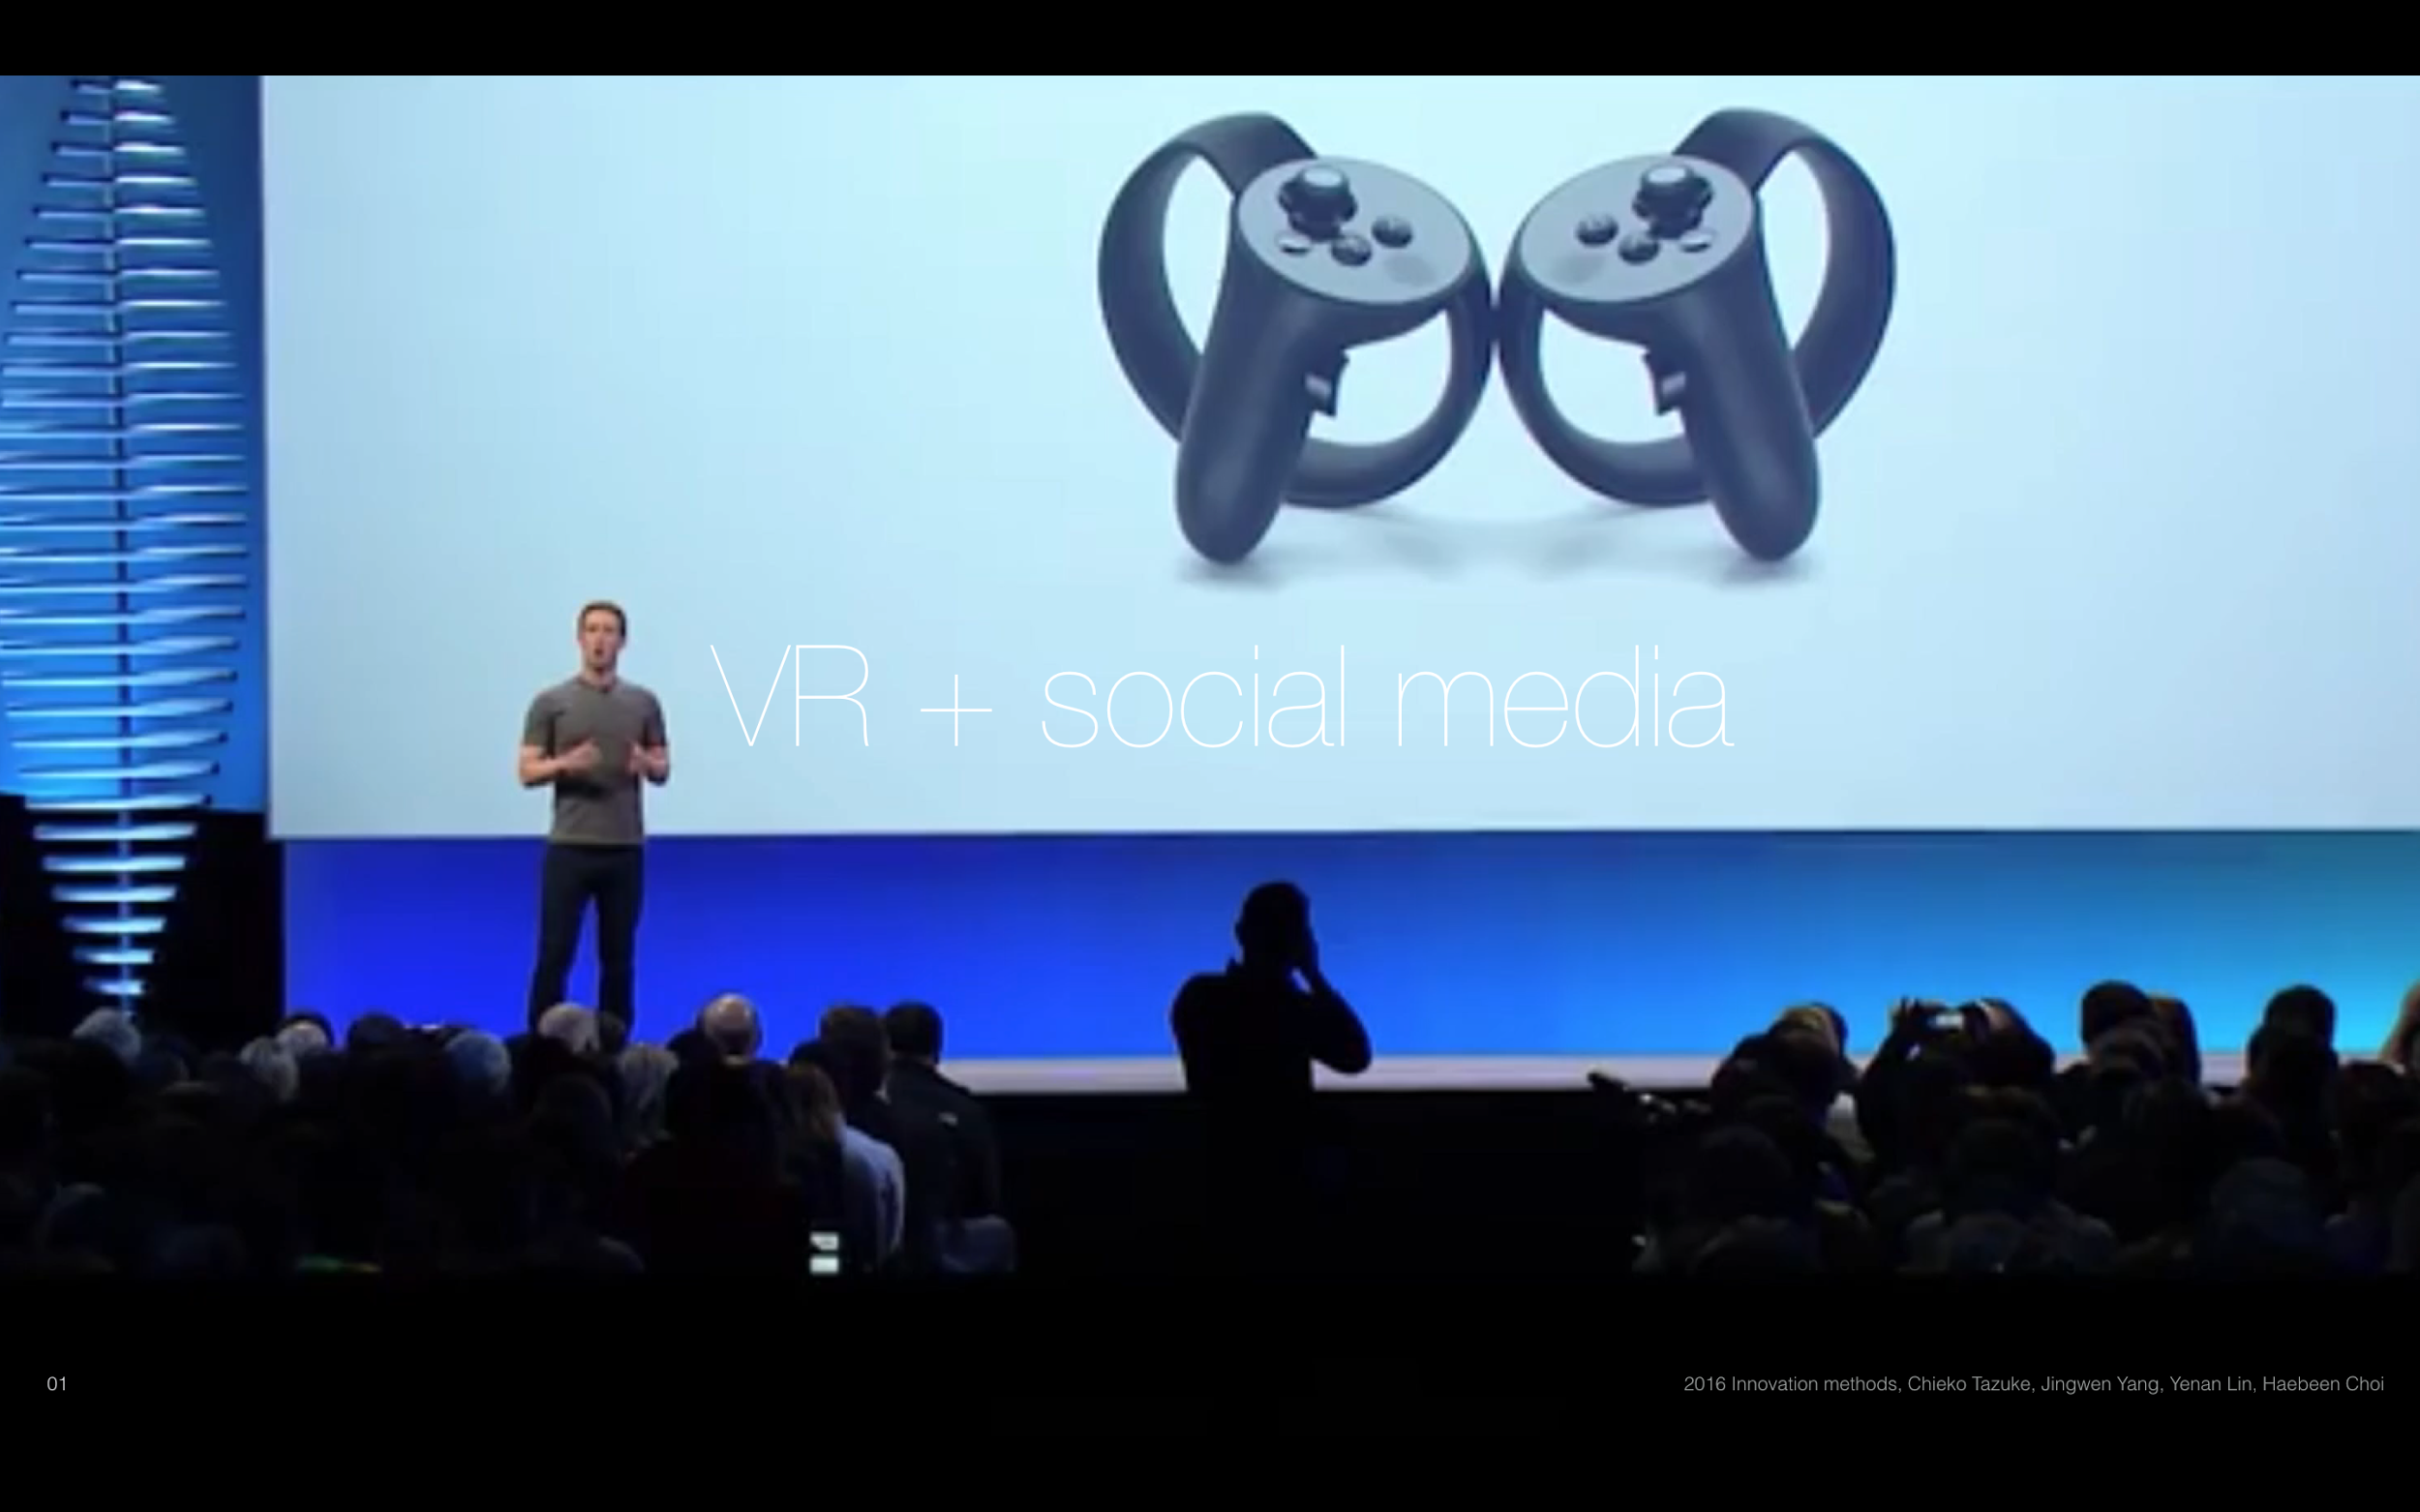 VR + social media
01
2016 Innovation methods, Chieko Tazuke, Jingwen Yang, Yenan Lin, Haebeen Choi